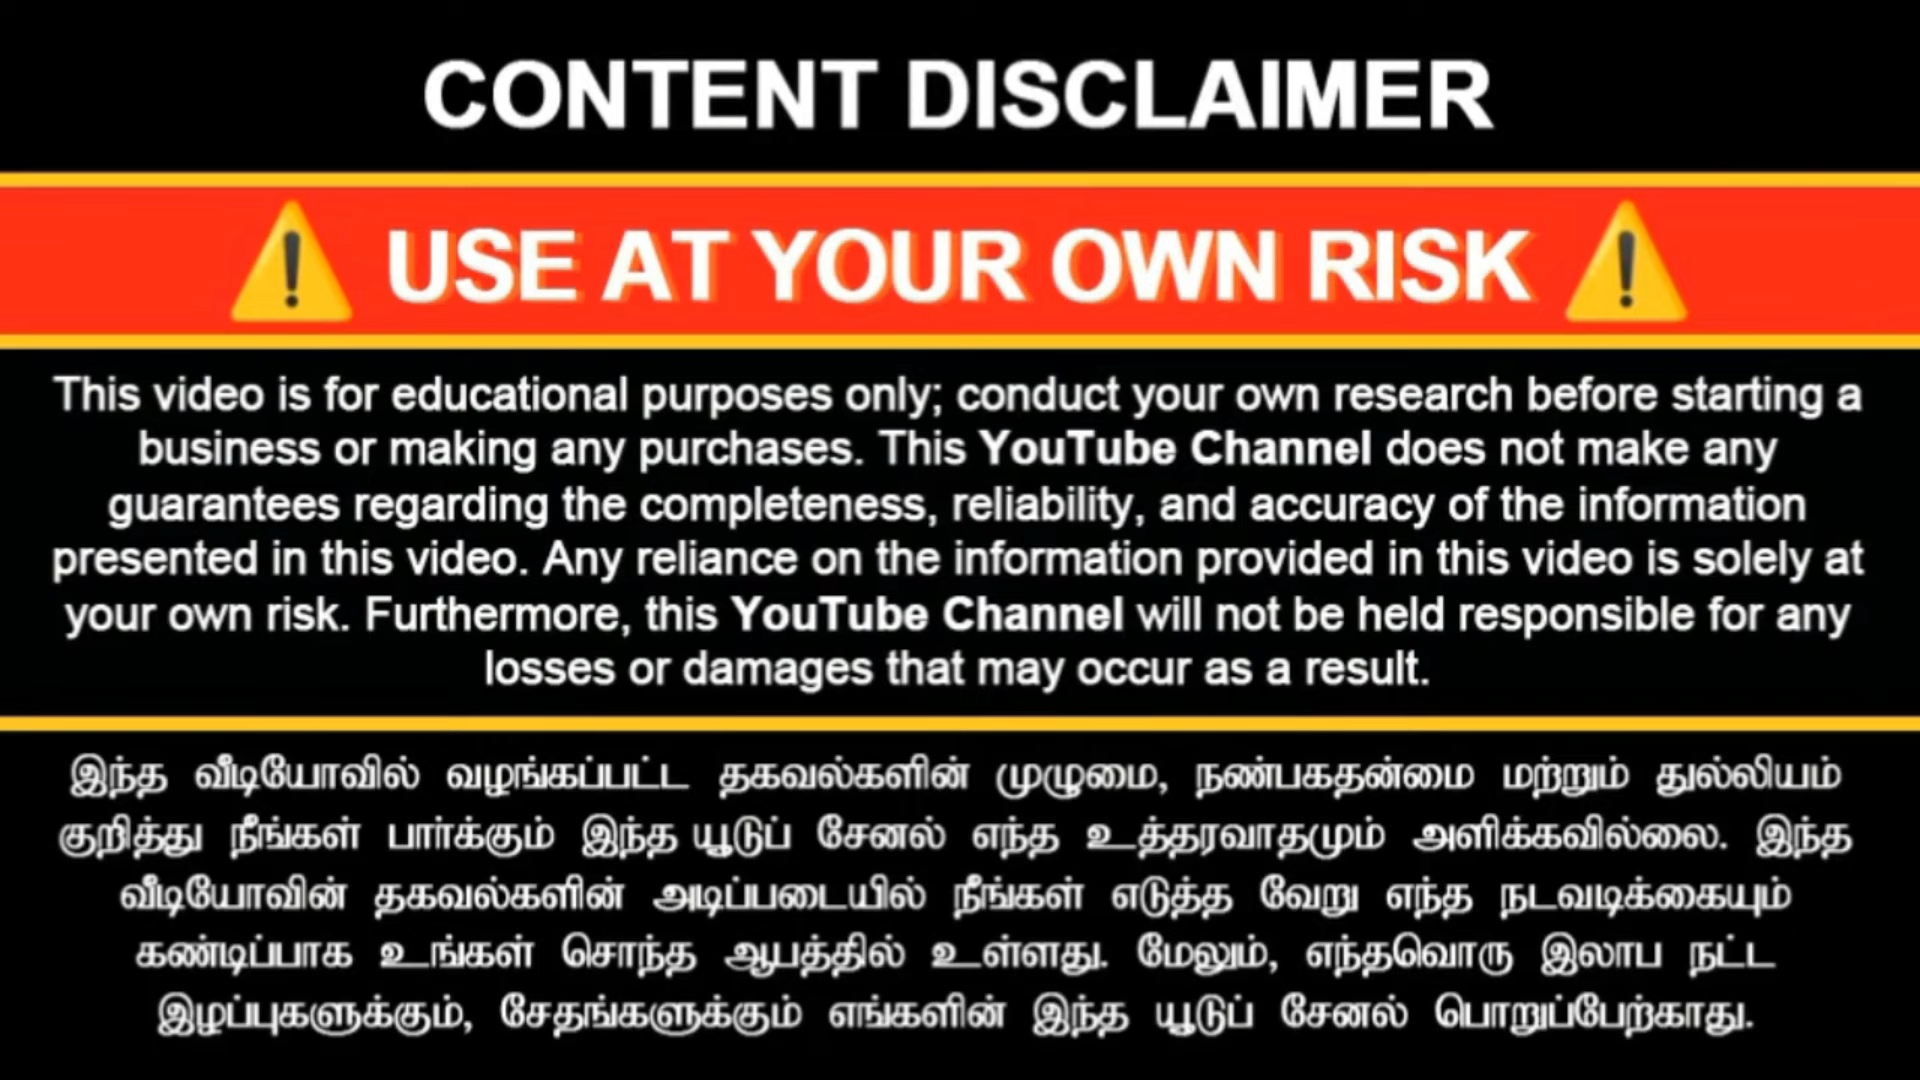 CONTENT DISCLAIMER
⚠️ USE AT YOUR OWN RISK ⚠️
This video is for educational purposes only; conduct your own research before starting a
business or making any purchases. This YouTube Channel does not make any
guarantees regarding the completeness, reliability, and accuracy of the information
presented in this video. Any reliance on the information provided in this video is solely at
your own risk. Furthermore, this YouTube Channel will not be held responsible for any
losses or damages that may occur as a result.
இந்த வீடியோவில் வழங்கப்பட்ட தகவல்களின் முழுமை, நண்பகதன்மை மற்றும் துல்லியம்
குறித்து நீங்கள் பார்க்கும் இந்த யூடுப் சேனல் எந்த உத்தரவாதமும் அளிக்கவில்லை. இந்த
வீடியோவின் தகவல்களின் அடிப்படையில் நீங்கள் எடுத்த வேறு எந்த நடவடிக்கையும்
கண்டிப்பாக உங்கள் சொந்த ஆபத்தில் உள்ளது. மேலும், எந்தவொரு இலாப நட்ட
இழப்புகளுக்கும், சேதங்களுக்கும் எங்களின் இந்த யூடுப் சேனல் பொறுப்பேற்காது.